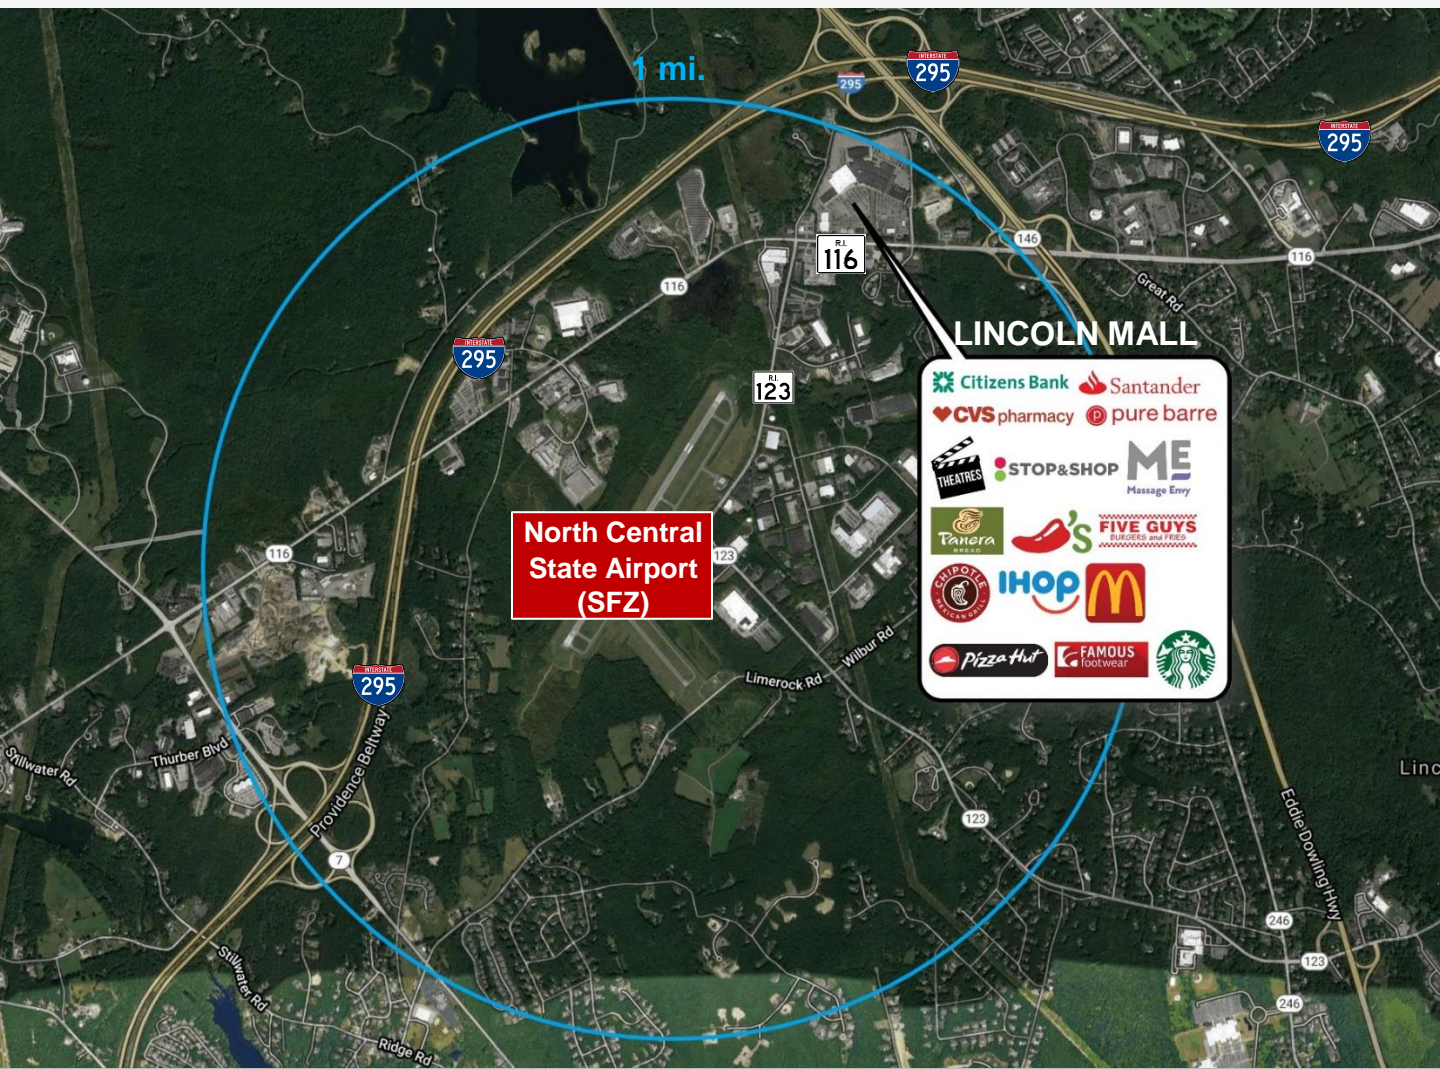 1 mi.
295
INTERSTATE
295
INTERSTATE
295
146
116
R.I.
116
116
Great Rd
LINCOLN MALL
INTERSTATE
295
R.I.
123
Citizens Bank
Santander
CVS pharmacy
pure barre
THEATRES
STOP&SHOP
ME
Massage Envy
Panera
BREAD
CHILI'S
FIVE GUYS
BURGERS and FRIES
CHIPOTLE
MEXICAN GRILL
IHOP
Pizza Hut
FAMOUS
footwear
North Central
State Airport
(SFZ)
123
116
Wilbur Rd
Limerock Rd
INTERSTATE
295
Thurber Blvd
Stillwater Rd
Providence Beltway
Linc
123
Eddie Dowling Hwy
7
246
123
Stillwater Rd
246
Ridge Rd